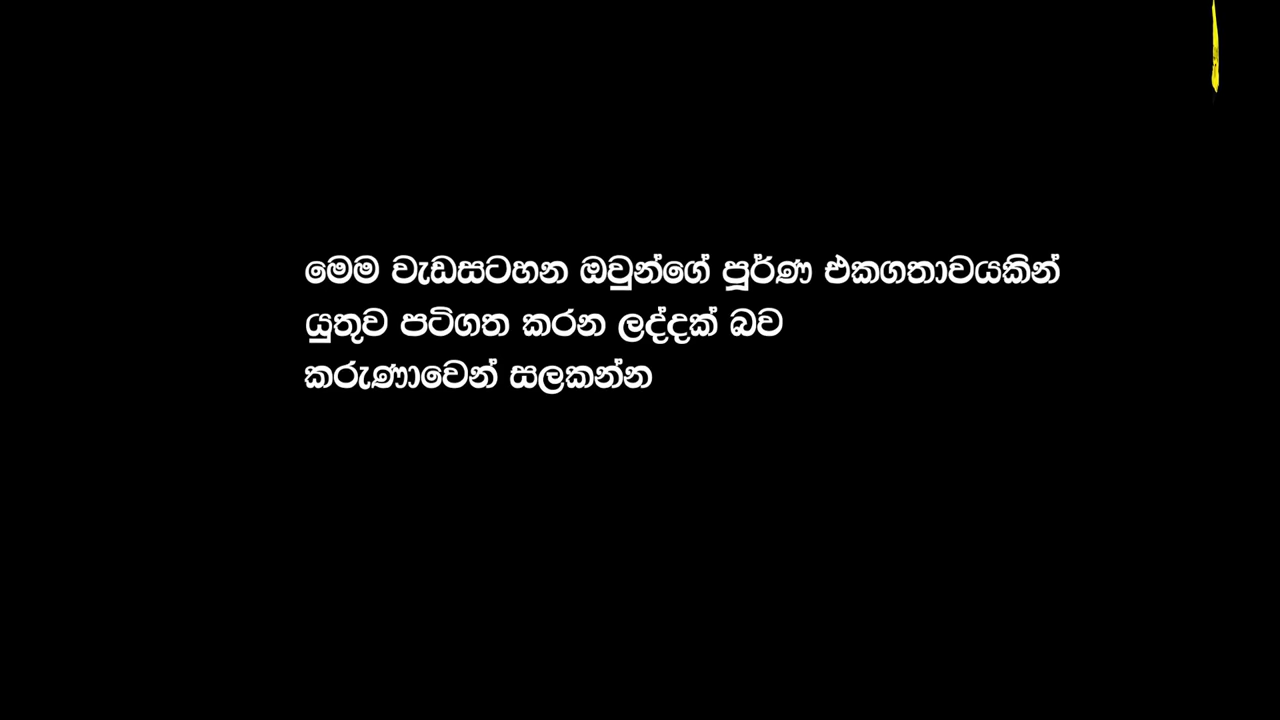 මෙම වැඩසටහන ඔවුන්ගේ පූර්ණ එකගතාවයකින්
යුතුව පටිගත කරන ලද්දක් බව
කරුණාවෙන් සලකන්න